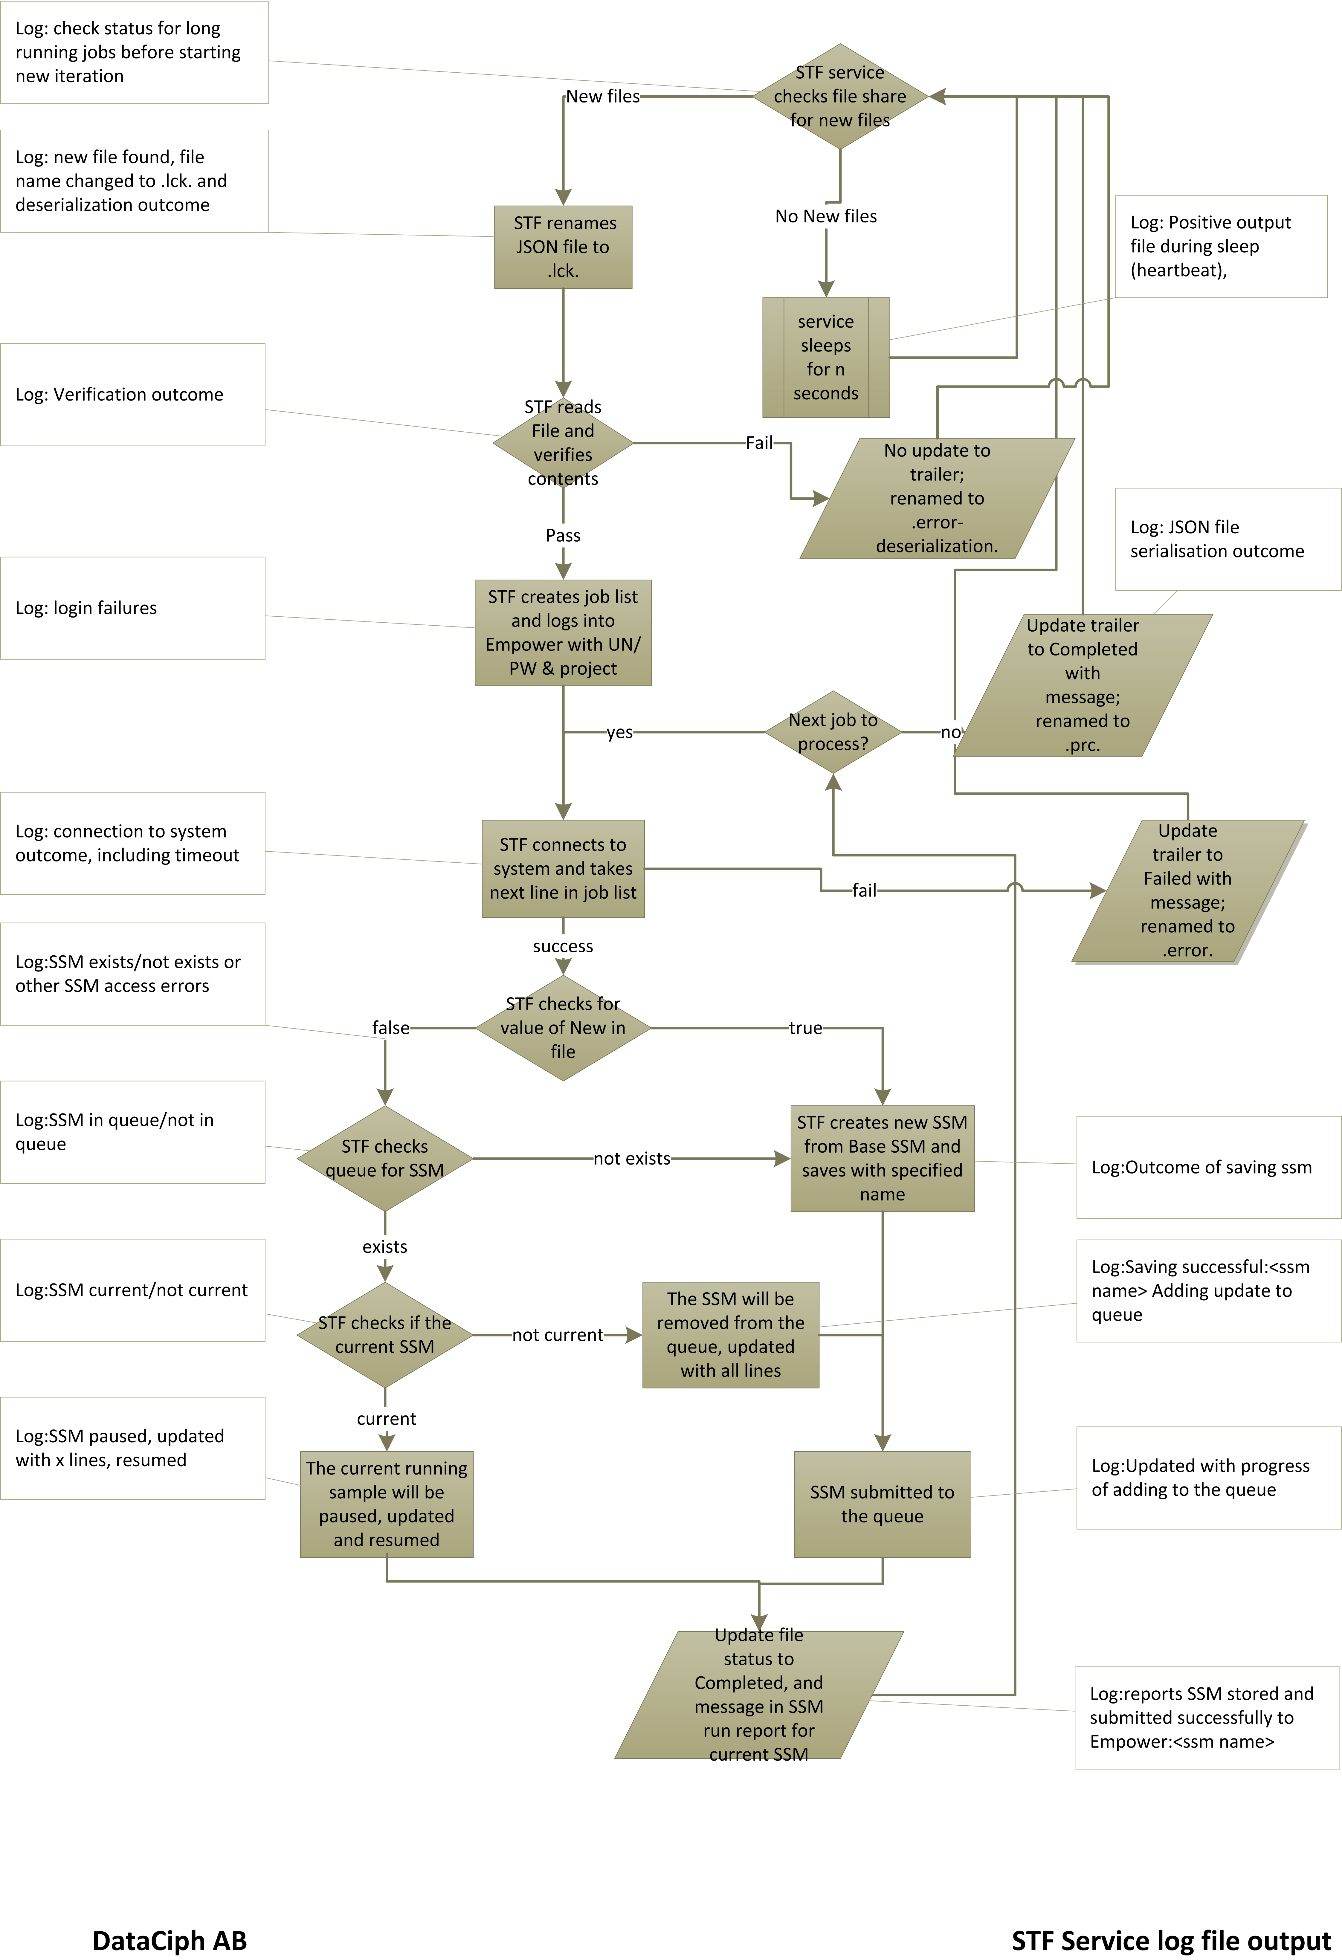 Log: check status for long
running jobs before starting
new iteration
STF service
checks file share
for new files
New files
Log: new file found, file
name changed to .lck. and
deserialization outcome
STF renames
JSON file to
.lck.
No New files
Log: Positive output
file during sleep
(heartbeat),
service
sleeps
for n
seconds
Log: Verification outcome
STF reads
File and
verifies
contents
Fail
No update to
trailer;
renamed to
.error-
deserialization.
Pass
Log: JSON file
serialisation outcome
Log: login failures
STF creates job list
and logs into
Empower with UN/
PW & project
Update trailer
to Completed
with
message;
renamed to
.prc.
yes
Next job to
process?
no
Log: connection to system
outcome, including timeout
STF connects to
system and takes
next line in job list
fail
Update
trailer to
Failed with
message;
renamed to
.error.
success
Log:SSM exists/not exists or
other SSM access errors
false
STF checks for
value of New in
file
true
Log:SSM in queue/not in
queue
STF checks
queue for SSM
not exists
STF creates new SSM
from Base SSM and
saves with specified
name
Log:Outcome of saving ssm
exists
Log:SSM current/not current
STF checks if the
current SSM
not current
The SSM will be
removed from the
queue, updated
with all lines
Log:Saving successful:<ssm
name> Adding update to
queue
current
Log:SSM paused, updated
with x lines, resumed
The current running
sample will be
paused, updated
and resumed
SSM submitted to
the queue
Log:Updated with progress
of adding to the queue
Update file
status to
Completed, and
message in SSM
run report for
current SSM
Log:reports SSM stored and
submitted successfully to
Empower:<ssm name>
DataCiph AB
STF Service log file output